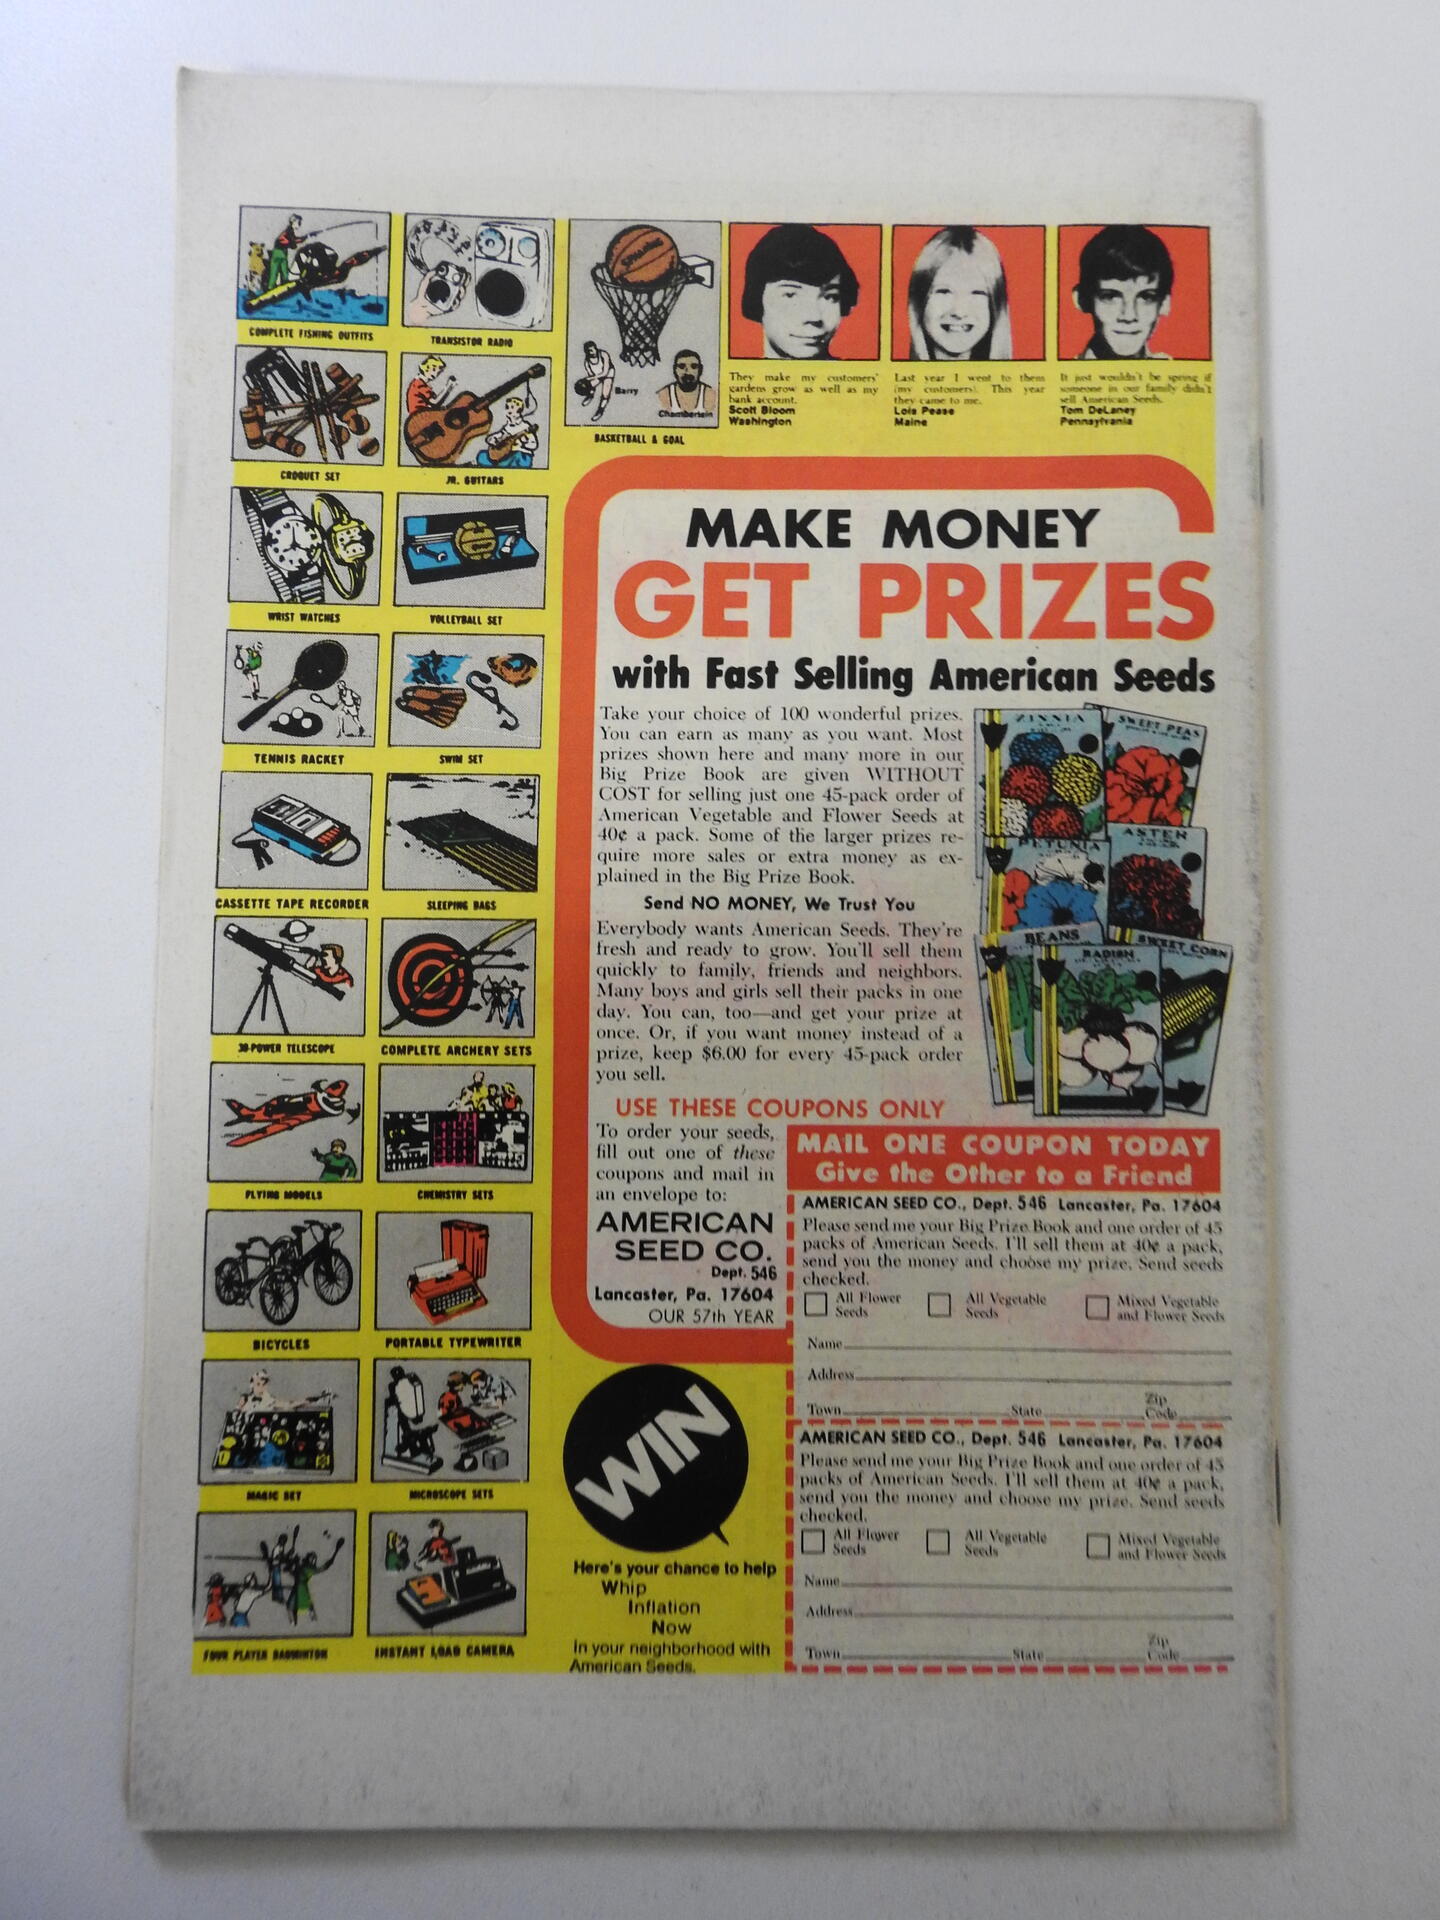 COMPLETE FISHING OUTFITS
TRANSISTOR RADIO
CROQUET SET
JR. GUITARS
WRIST WATCHES
VOLLEYBALL SET
TENNIS RACKET
SWIM SET
CASSETTE TAPE RECORDER
SLEEPING BAGS
30-POWER TELESCOPE
COMPLETE ARCHERY SETS
FLYING MODELS
CHEMISTRY SETS
BICYCLES
PORTABLE TYPEWRITER
MAGIC SET
MICROSCOPE SETS
FOUR PLAYER BADMINTON
INSTANT LOAD CAMERA
Barry
Chamberlain
BASKETBALL & GOAL
They make my customers'
gardens grow as well as my
bank account.
Scott Bloom
Washington
Last year I went to them
(my customers). This year
they came to me.
Lois Pease
Maine
It just wouldn't be spring if
someone in our family didn't
sell American Seeds.
Tom DeLaney
Pennsylvania
MAKE MONEY
GET PRIZES
with Fast Selling American Seeds
Take your choice of 100 wonderful prizes.
You can earn as many as you want. Most
prizes shown here and many more in our
Big Prize Book are given WITHOUT
COST for selling just one 45-pack order of
American Vegetable and Flower Seeds at
40¢ a pack. Some of the larger prizes re-
quire more sales or extra money as ex-
plained in the Big Prize Book.
Send NO MONEY, We Trust You
Everybody wants American Seeds. They're
fresh and ready to grow. You'll sell them
quickly to family, friends and neighbors.
Many boys and girls sell their packs in one
day. You can, too—and get your prize at
once. Or, if you want money instead of a
prize, keep $6.00 for every 45-pack order
you sell.
ZINNIA
SWEET PEAS
PETUNIA
ASTER
BEANS
RADISH
SWEET CORN
USE THESE COUPONS ONLY
To order your seeds,
fill out one of these
coupons and mail in
an envelope to:
AMERICAN
SEED CO.
Dept. 546
Lancaster, Pa. 17604
OUR 57th YEAR
MAIL ONE COUPON TODAY
Give the Other to a Friend
AMERICAN SEED CO., Dept. 546 Lancaster, Pa. 17604
Please send me your Big Prize Book and one order of 45
packs of American Seeds. I'll sell them at 40¢ a pack,
send you the money and choose my prize. Send seeds
checked.
All Flower Seeds
All Vegetable Seeds
Mixed Vegetable and Flower Seeds
Name
Address
Town State Zip Code
AMERICAN SEED CO., Dept. 546 Lancaster, Pa. 17604
Please send me your Big Prize Book and one order of 45
packs of American Seeds. I'll sell them at 40¢ a pack,
send you the money and choose my prize. Send seeds
checked.
All Flower Seeds
All Vegetable Seeds
Mixed Vegetable and Flower Seeds
Name
Address
Town State Zip Code
WIN
Here's your chance to help
Whip
Inflation
Now
In your neighborhood with
American Seeds.